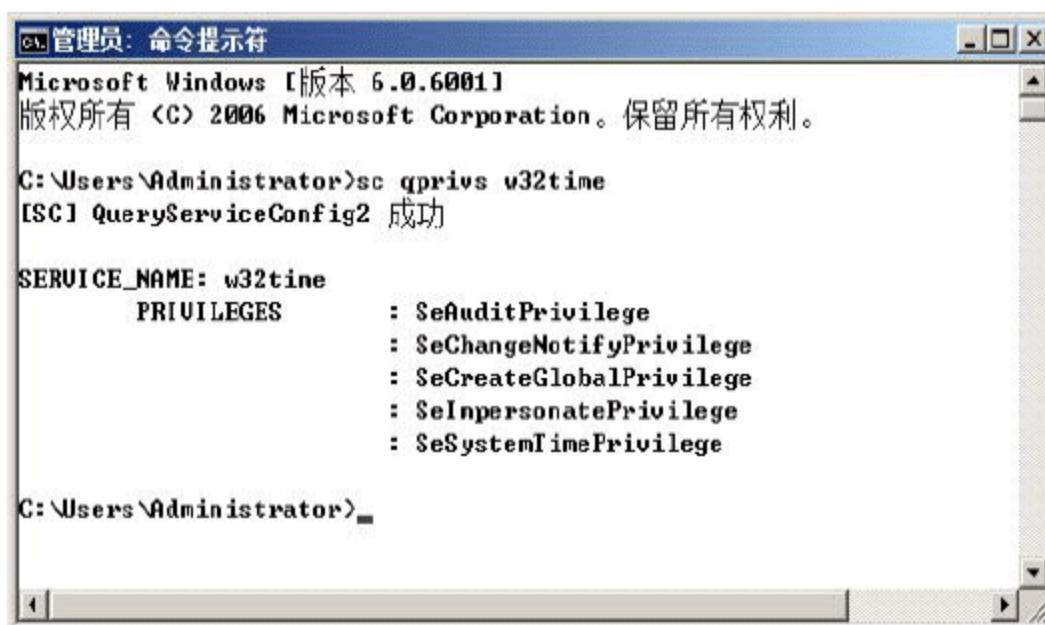 管理员: 命令提示符
Microsoft Windows [版本 6.0.6001]
版权所有 (C) 2006 Microsoft Corporation。保留所有权利。
C:\Users\Administrator>sc qprivs w32time
[SC] QueryServiceConfig2 成功
SERVICE_NAME: w32time
PRIVILEGES : SeAuditPrivilege
: SeChangeNotifyPrivilege
: SeCreateGlobalPrivilege
: SeImpersonatePrivilege
: SeSystemTimePrivilege
C:\Users\Administrator>_